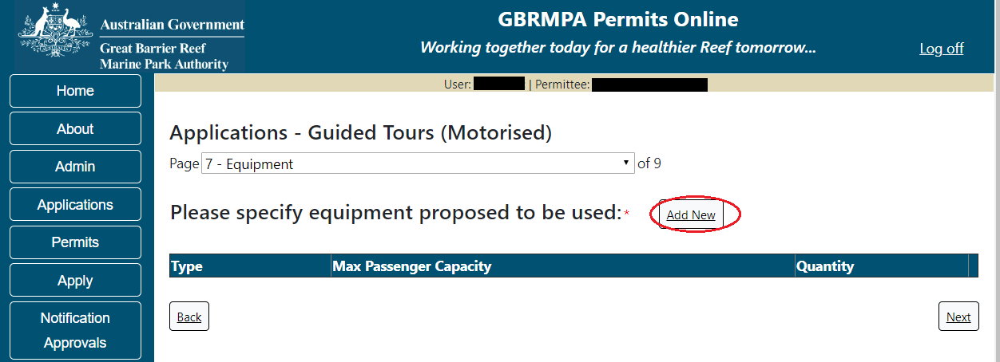 Australian Government
Great Barrier Reef
Marine Park Authority
GBRMPA Permits Online
Working together today for a healthier Reef tomorrow...
Log off
User: | Permittee:
Home
About
Admin
Applications
Permits
Apply
Notification
Approvals
Applications - Guided Tours (Motorised)
Page 7 - Equipment of 9
Please specify equipment proposed to be used:* Add New
Type Max Passenger Capacity Quantity
Back Next